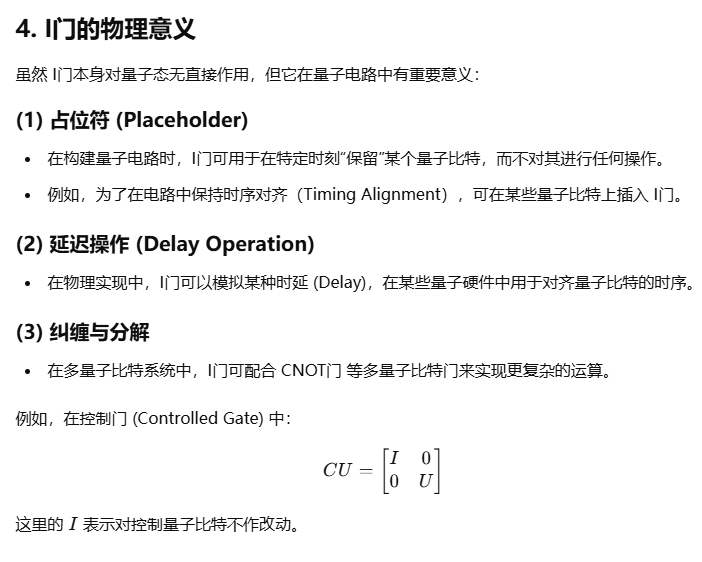 4. I门的物理意义
虽然 I门本身对量子态无直接作用，但它在量子电路中有重要意义：
(1) 占位符 (Placeholder)
• 在构建量子电路时，I门可用于在特定时刻“保留”某个量子比特，而不对其进行任何操作。
• 例如，为了在电路中保持时序对齐（Timing Alignment），可在某些量子比特上插入 I门。
(2) 延迟操作 (Delay Operation)
• 在物理实现中，I门可以模拟某种时延 (Delay)，在某些量子硬件中用于对齐量子比特的时序。
(3) 纠缠与分解
• 在多量子比特系统中，I门可配合 CNOT门 等多量子比特门来实现更复杂的运算。
例如，在控制门 (Controlled Gate) 中：
CU = [I 0
0 U]
这里的 I 表示对控制量子比特不作改动。